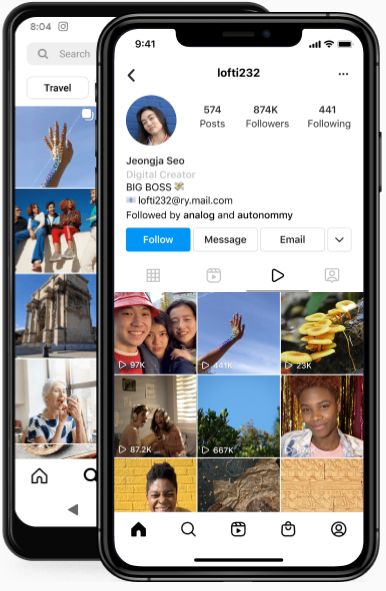 8:04
Search
Travel
9:41
lofti232
574 874K 441
Posts Followers Following
Jeongja Seo
Digital Creator
BIG BOSS
lofti232@ry.mail.com
Followed by analog and autonommy
Follow Message Email
97K 441K 23K
87.2K 667K